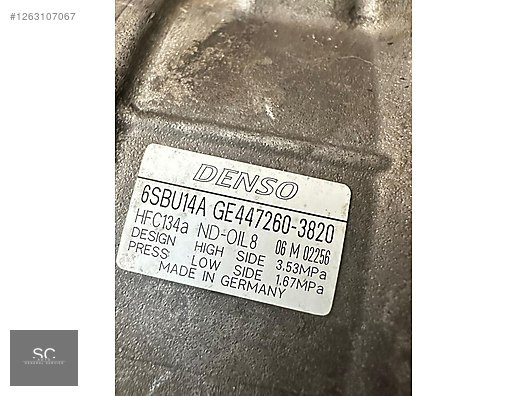 #1263107067
DENSO
6SBU14A GE447260-3820
HFC134a ND-OIL8 06 M 02256
DESIGN HIGH SIDE 3.53MPa
PRESS LOW SIDE 1.67MPa
MADE IN GERMANY
SC